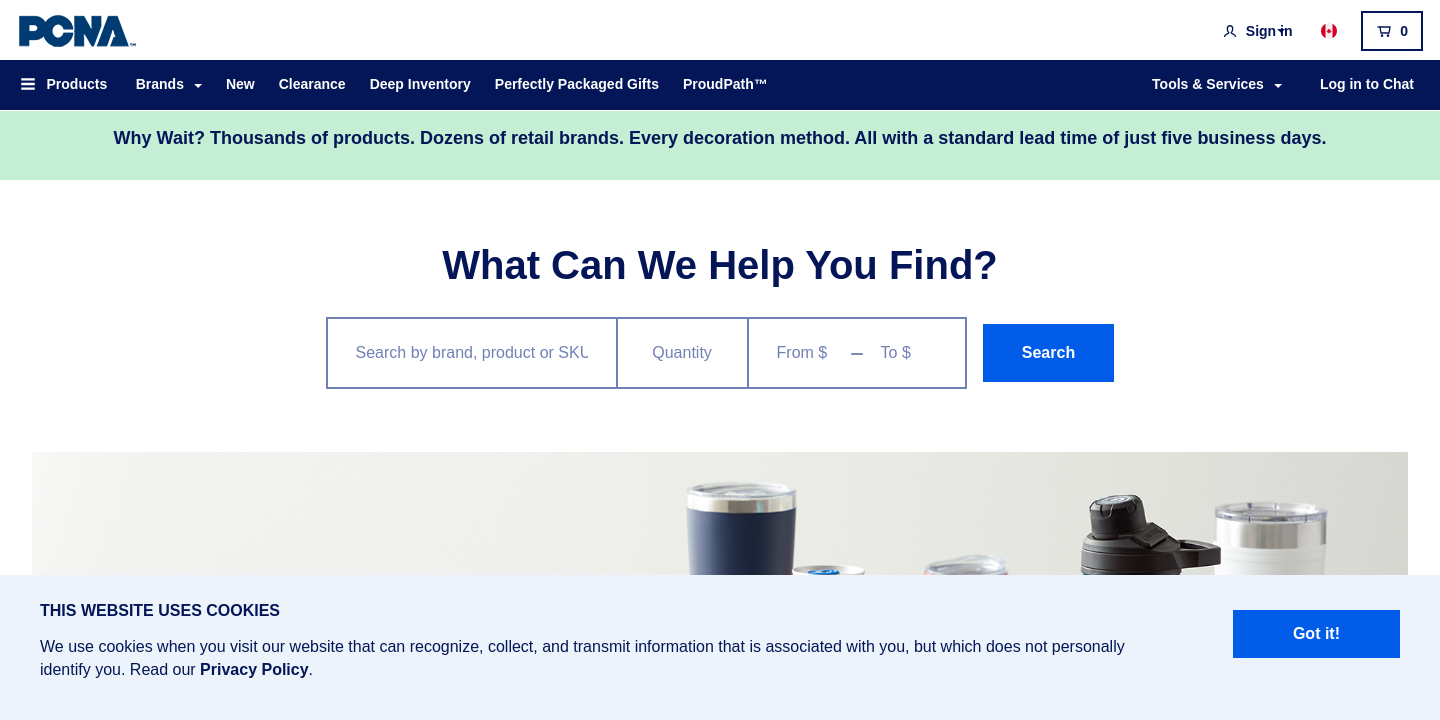 PCNA™
Sign in
0
Products
Brands
New
Clearance
Deep Inventory
Perfectly Packaged Gifts
ProudPath™
Tools & Services
Log in to Chat
Why Wait? Thousands of products. Dozens of retail brands. Every decoration method. All with a standard lead time of just five business days.
What Can We Help You Find?
Search by brand, product or SKU
Quantity
From $
To $
Search
THIS WEBSITE USES COOKIES
We use cookies when you visit our website that can recognize, collect, and transmit information that is associated with you, but which does not personally
identify you. Read our Privacy Policy.
Got it!